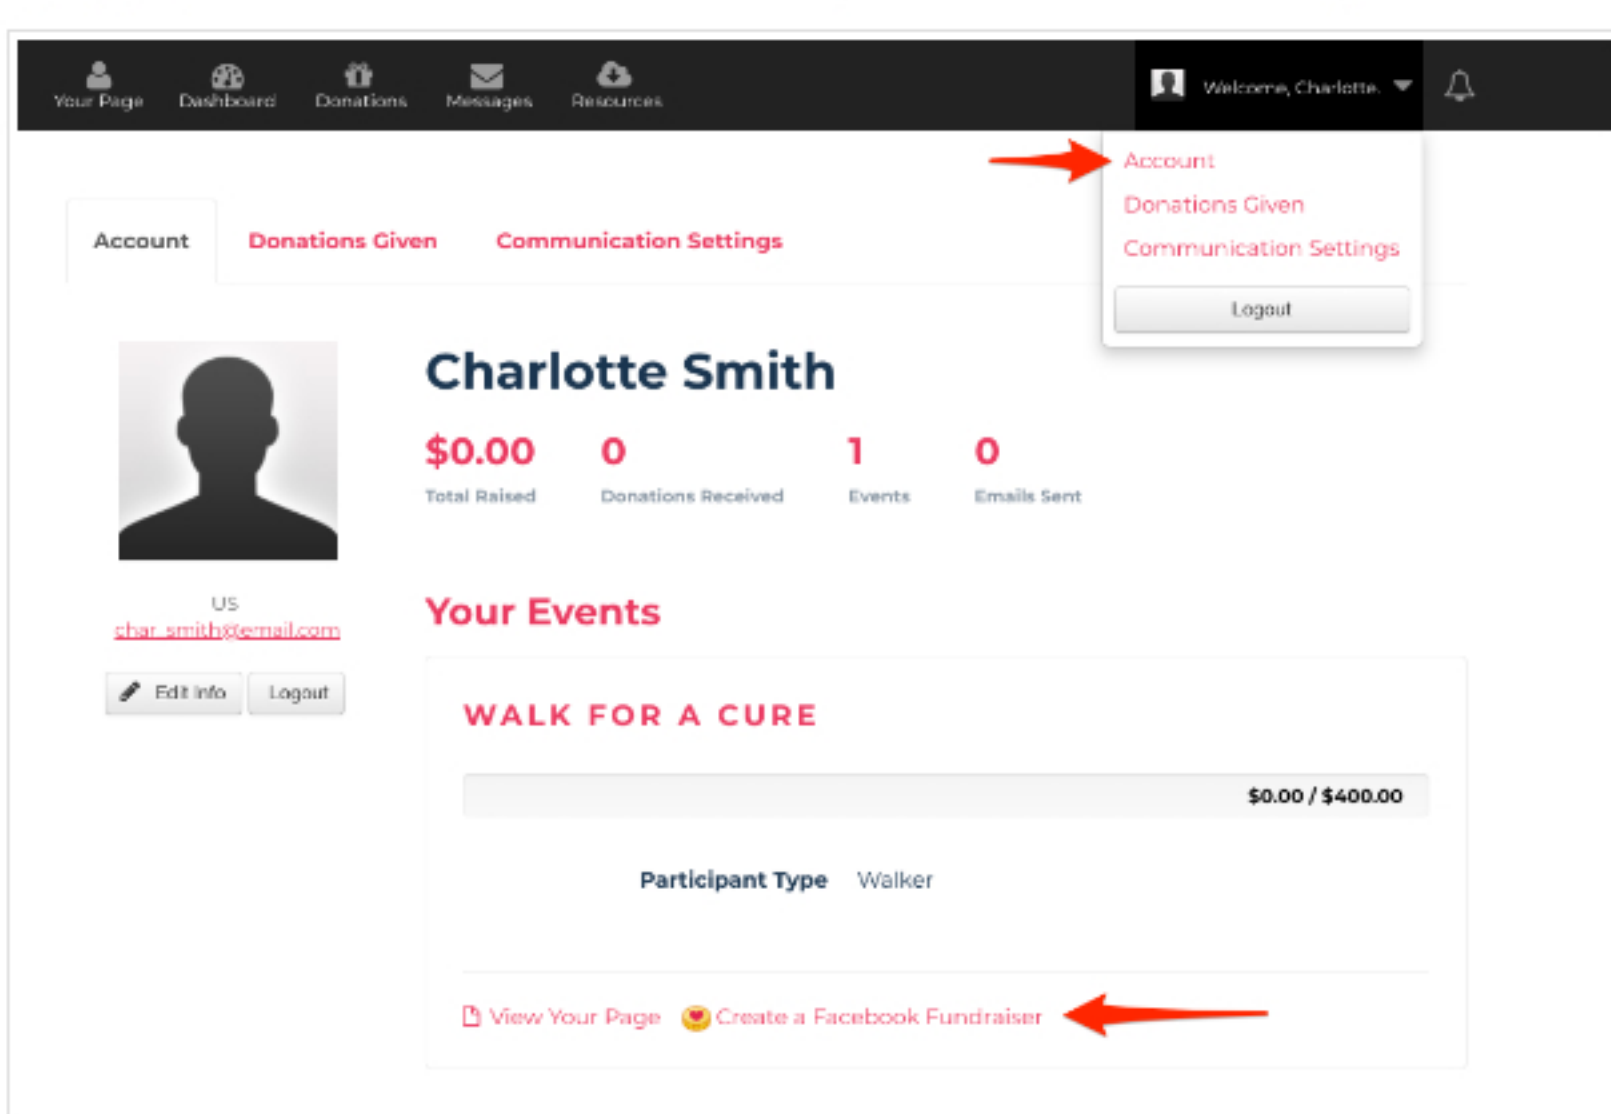 Your Page Dashboard Donations Messages Resources Welcome, Charlotte.
Account
Donations Given
Communication Settings
Logout
Account Donations Given Communication Settings
Charlotte Smith
$0.00 0 1 0
Total Raised Donations Received Events Emails Sent
US
char_smith@email.com
Edit Info Logout
Your Events
WALK FOR A CURE
$0.00 / $400.00
Participant Type Walker
View Your Page Create a Facebook Fundraiser